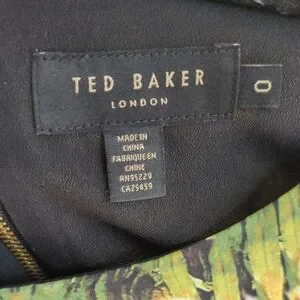 TED BAKER
LONDON
0
MADE IN
CHINA
FABRIQUE EN
CHINE
RN95229
CA25459